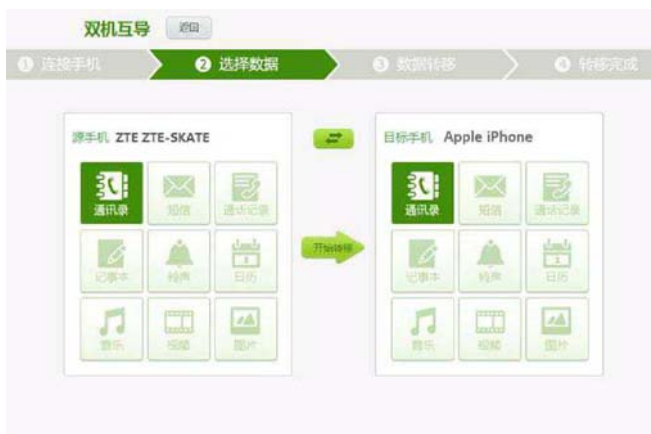 双机互导 返回
1 连接手机 2 选择数据 3 数据转移 4 转移完成
源手机 ZTE ZTE-SKATE
目标手机 Apple iPhone
通讯录 短信 通话记录
通讯录 短信 通话记录
开始转移
记事本 铃声 日历
记事本 铃声 日历
音乐 视频 图片
音乐 视频 图片